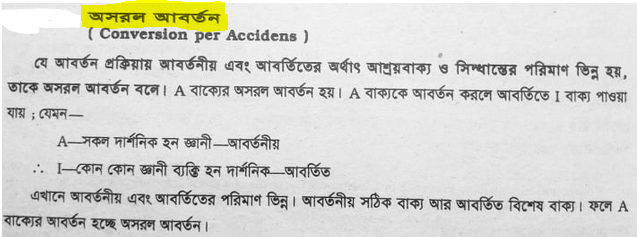 অসরল আবর্তন
( Conversion per Accidens )
যে আবর্তন প্রক্রিয়ায় আবর্তনীয় এবং আবর্তিতের অর্থাৎ আশ্রয়বাক্য ও সিদ্ধান্তের পরিমাণ ভিন্ন হয়,
তাকে অসরল আবর্তন বলে। A বাক্যের অসরল আবর্তন হয়। A বাক্যকে আবর্তন করলে আবর্তিতে I বাক্য পাওয়া
যায় ; যেমন—
A—সকল দার্শনিক হন জ্ঞানী—আবর্তনীয়
∴ I—কোন কোন জ্ঞানী ব্যক্তি হন দার্শনিক—আবর্তিত
এখানে আবর্তনীয় এবং আবর্তিতের পরিমাণ ভিন্ন। আবর্তনীয় সার্বিক বাক্য আর আবর্তিত বিশেষ বাক্য। ফলে A
বাক্যের আবর্তন হচ্ছে অসরল আবর্তন।